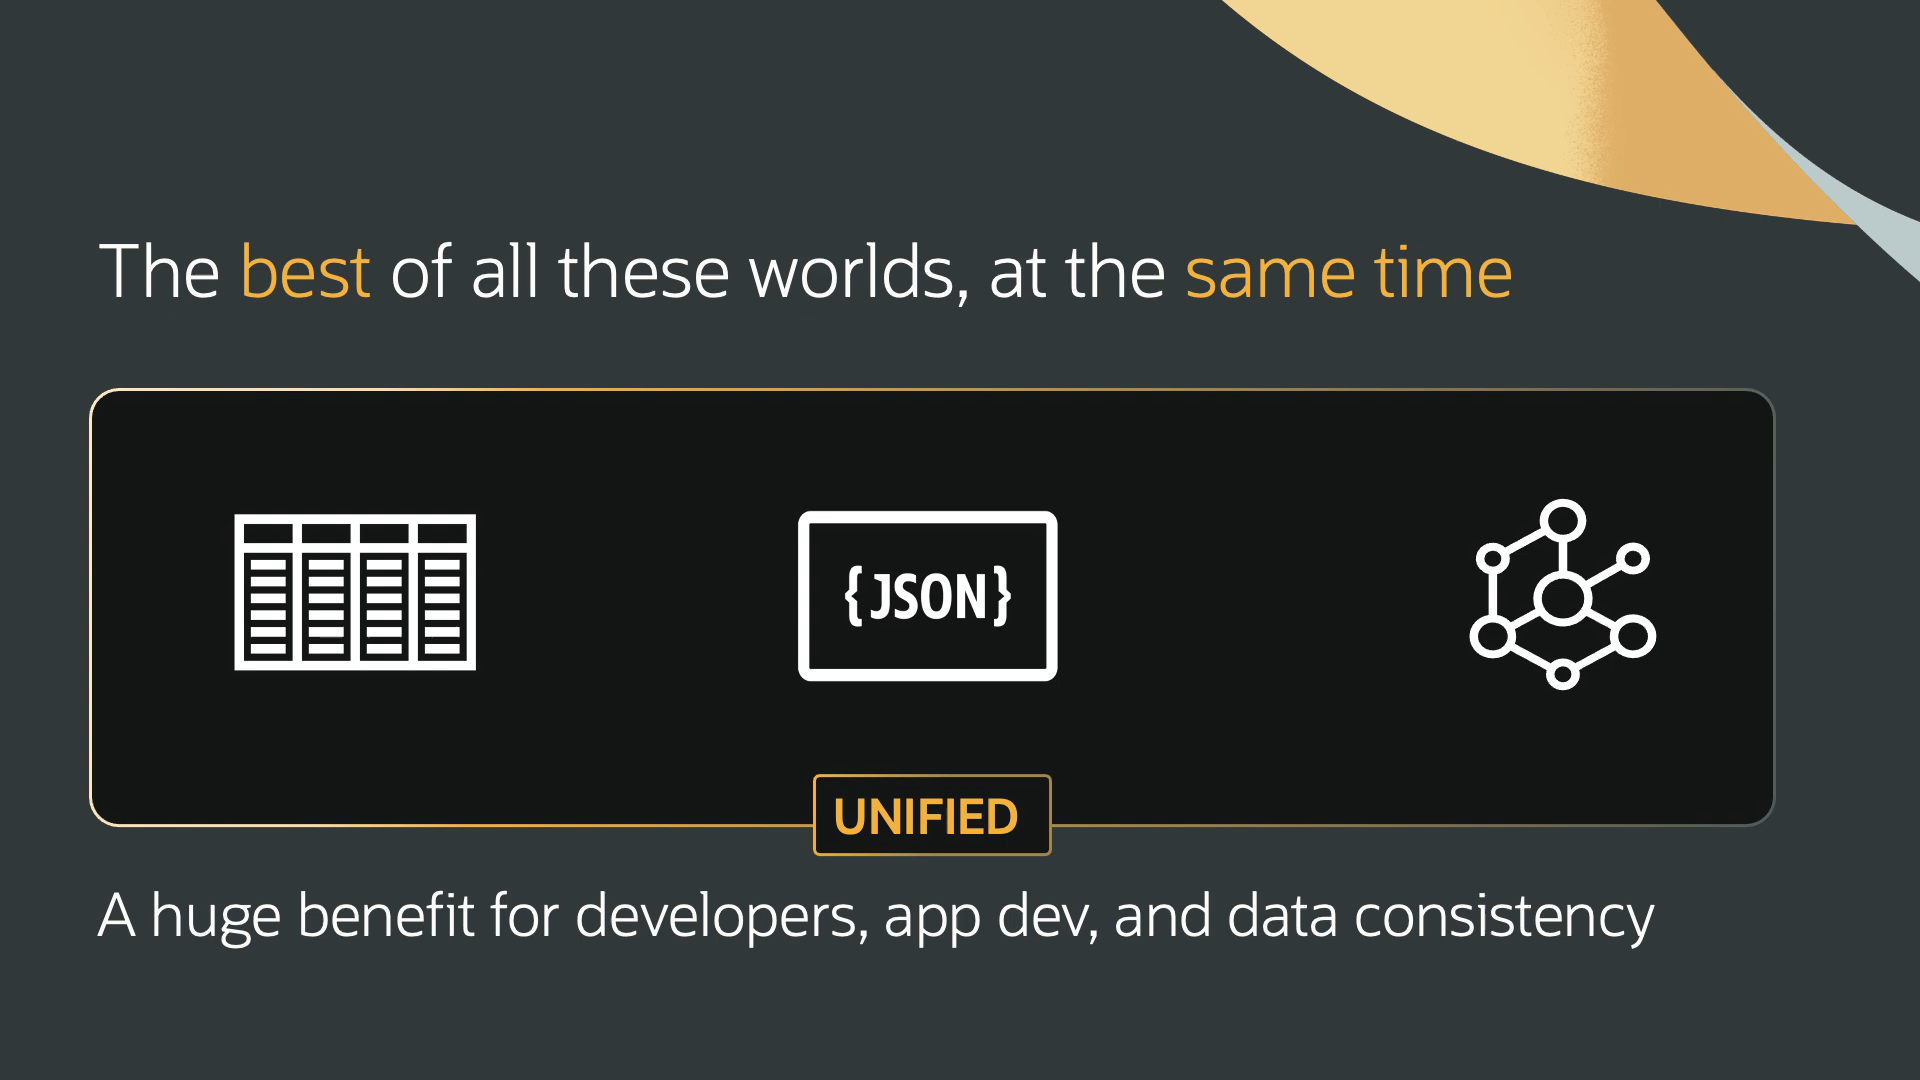 The best of all these worlds, at the same time
{JSON}
UNIFIED
A huge benefit for developers, app dev, and data consistency